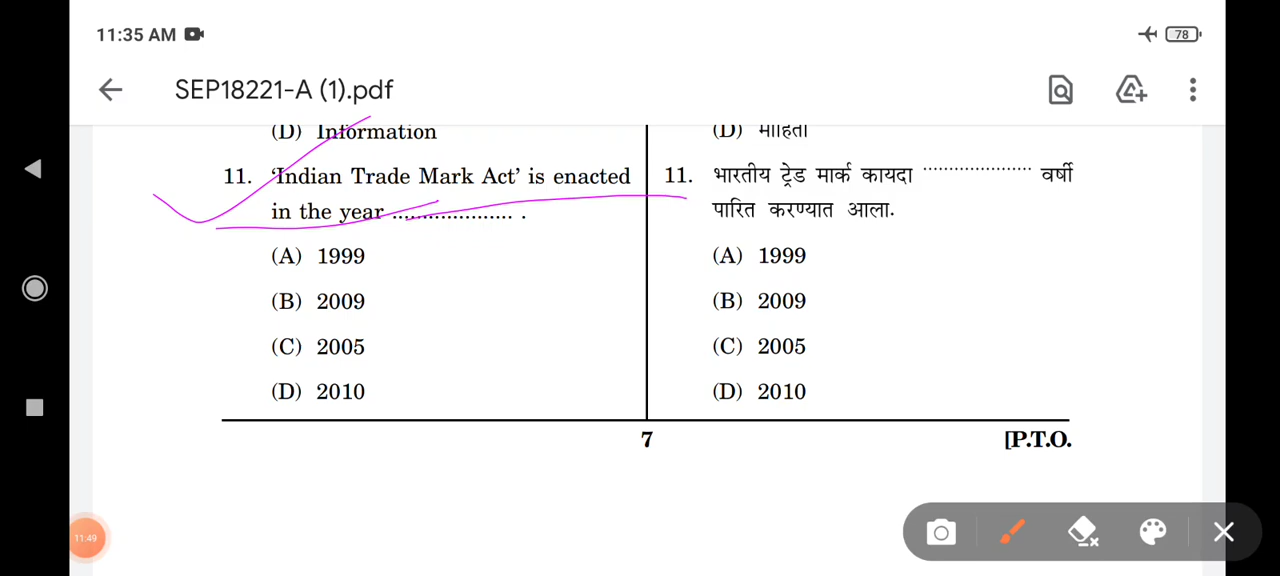 11:35 AM
78
SEP18221-A (1).pdf
(D) Information
(D) माहिती
11. 'Indian Trade Mark Act' is enacted
in the year .................... .
(A) 1999
(B) 2009
(C) 2005
(D) 2010
11. भारतीय ट्रेड मार्क कायदा .................... वर्षी
पारित करण्यात आला.
(A) 1999
(B) 2009
(C) 2005
(D) 2010
7
[P.T.O.
11:49